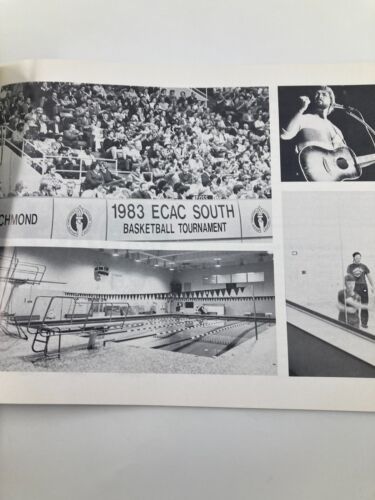 CHMOND
1983 ECAC SOUTH
BASKETBALL TOURNAMENT